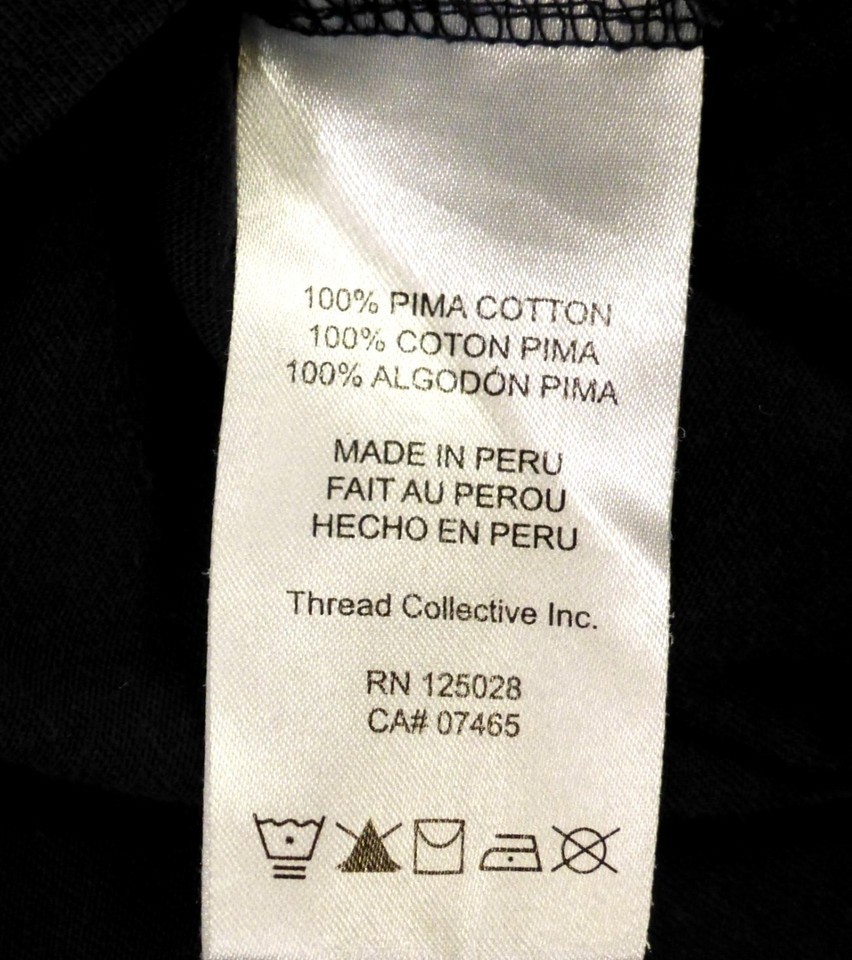 100% PIMA COTTON
100% COTON PIMA
100% ALGODÓN PIMA
MADE IN PERU
FAIT AU PEROU
HECHO EN PERU
Thread Collective Inc.
RN 125028
CA# 07465